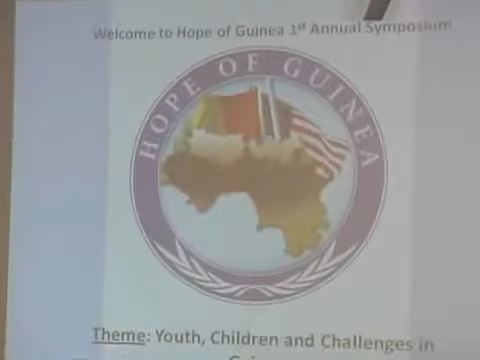 Welcome to Hope of Guinea 1st Annual Symposium
HOPE OF GUINEA
Theme: Youth, Children and Challenges in